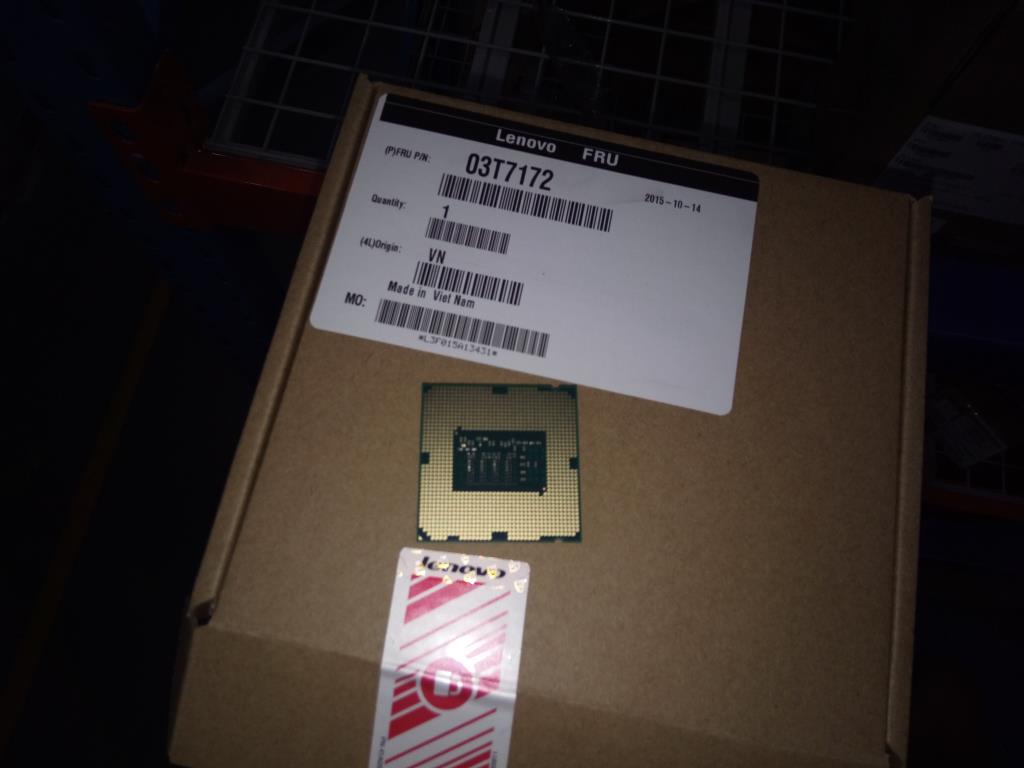 Lenovo FRU
(P)FRU P/N: 03T7172
2015-10-14
Quantity: 1
(4L)Origin: VN
Made in Viet Nam
MO:
*L3F015A13431*
lenovo